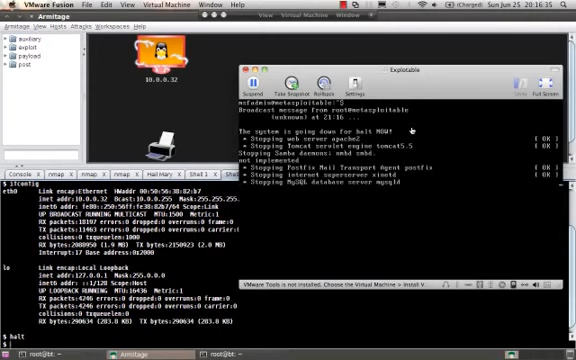 VMware Fusion File Edit View Virtual Machine Window Help
(Charged) Sun Jun 25 20:16:35
Armitage
View Virtual Machine Window
Armitage View Hosts Attacks Workspaces Help
auxiliary
exploit
payload
post
10.0.0.32
Explotable
Suspend Take Snapshot Rollback Settings Full Screen
msfadmin@metasploitable:~$
Broadcast message from root@metasploitable
(unknown) at 21:16 ...
The system is going down for halt NOW!
* Stopping web server apache2 [ OK ]
* Stopping Tomcat servlet engine tomcat5.5 [ OK ]
* Stopping Samba daemons: nmbd smbd.
not implemented
* Stopping Postfix Mail Transport Agent postfix [ OK ]
* Stopping internet superserver xinetd [ OK ]
* Stopping MySQL database server mysqld
VMware Tools is not installed. Choose the Virtual Machine > Install V
Console X nmap X nmap X Hail Mary X Shell 1 X
$ ifconfig
eth0 Link encap:Ethernet HWaddr 00:50:56:38:82:b7
inet addr:10.0.0.32 Bcast:10.0.0.255 Mask:255.255.255.
inet6 addr: fe80::250:56ff:fe38:82b7/64 Scope:Link
UP BROADCAST RUNNING MULTICAST MTU:1500 Metric:1
RX packets:18197 errors:0 dropped:0 overruns:0 frame:0
TX packets:21411 errors:0 dropped:0 overruns:0 carrier:
collisions:0 txqueuelen:1000
RX bytes:2088950 (1.9 MB) TX bytes:2150923 (2.0 MB)
Interrupt:17 Base address:0x2000
lo Link encap:Local Loopback
inet addr:127.0.0.1 Mask:255.0.0.0
inet6 addr: ::1/128 Scope:Host
UP LOOPBACK RUNNING MTU:16436 Metric:1
RX packets:4246 errors:0 dropped:0 overruns:0 frame:0
TX packets:4246 errors:0 dropped:0 overruns:0 carrier:
collisions:0 txqueuelen:0
RX bytes:290634 (283.8 KB) TX bytes:290634 (283.8 KB)
$ halt
$
root@bt: ~ Armitage root@bt: ~